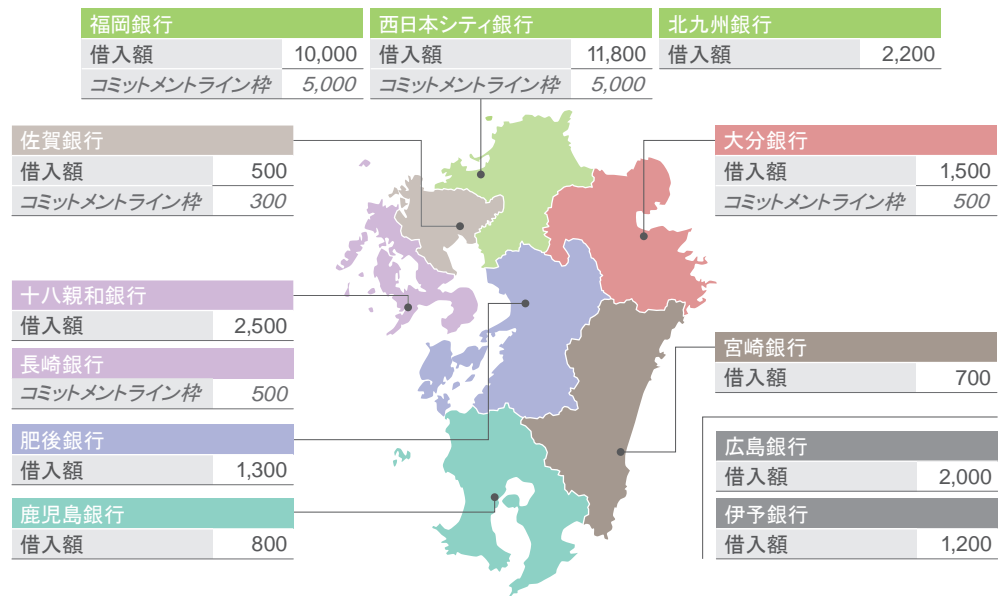 福岡銀行
借入額 10,000
コミットメントライン枠 5,000
西日本シティ銀行
借入額 11,800
コミットメントライン枠 5,000
北九州銀行
借入額 2,200
佐賀銀行
借入額 500
コミットメントライン枠 300
大分銀行
借入額 1,500
コミットメントライン枠 500
十八親和銀行
借入額 2,500
長崎銀行
コミットメントライン枠 500
宮崎銀行
借入額 700
肥後銀行
借入額 1,300
広島銀行
借入額 2,000
鹿児島銀行
借入額 800
伊予銀行
借入額 1,200